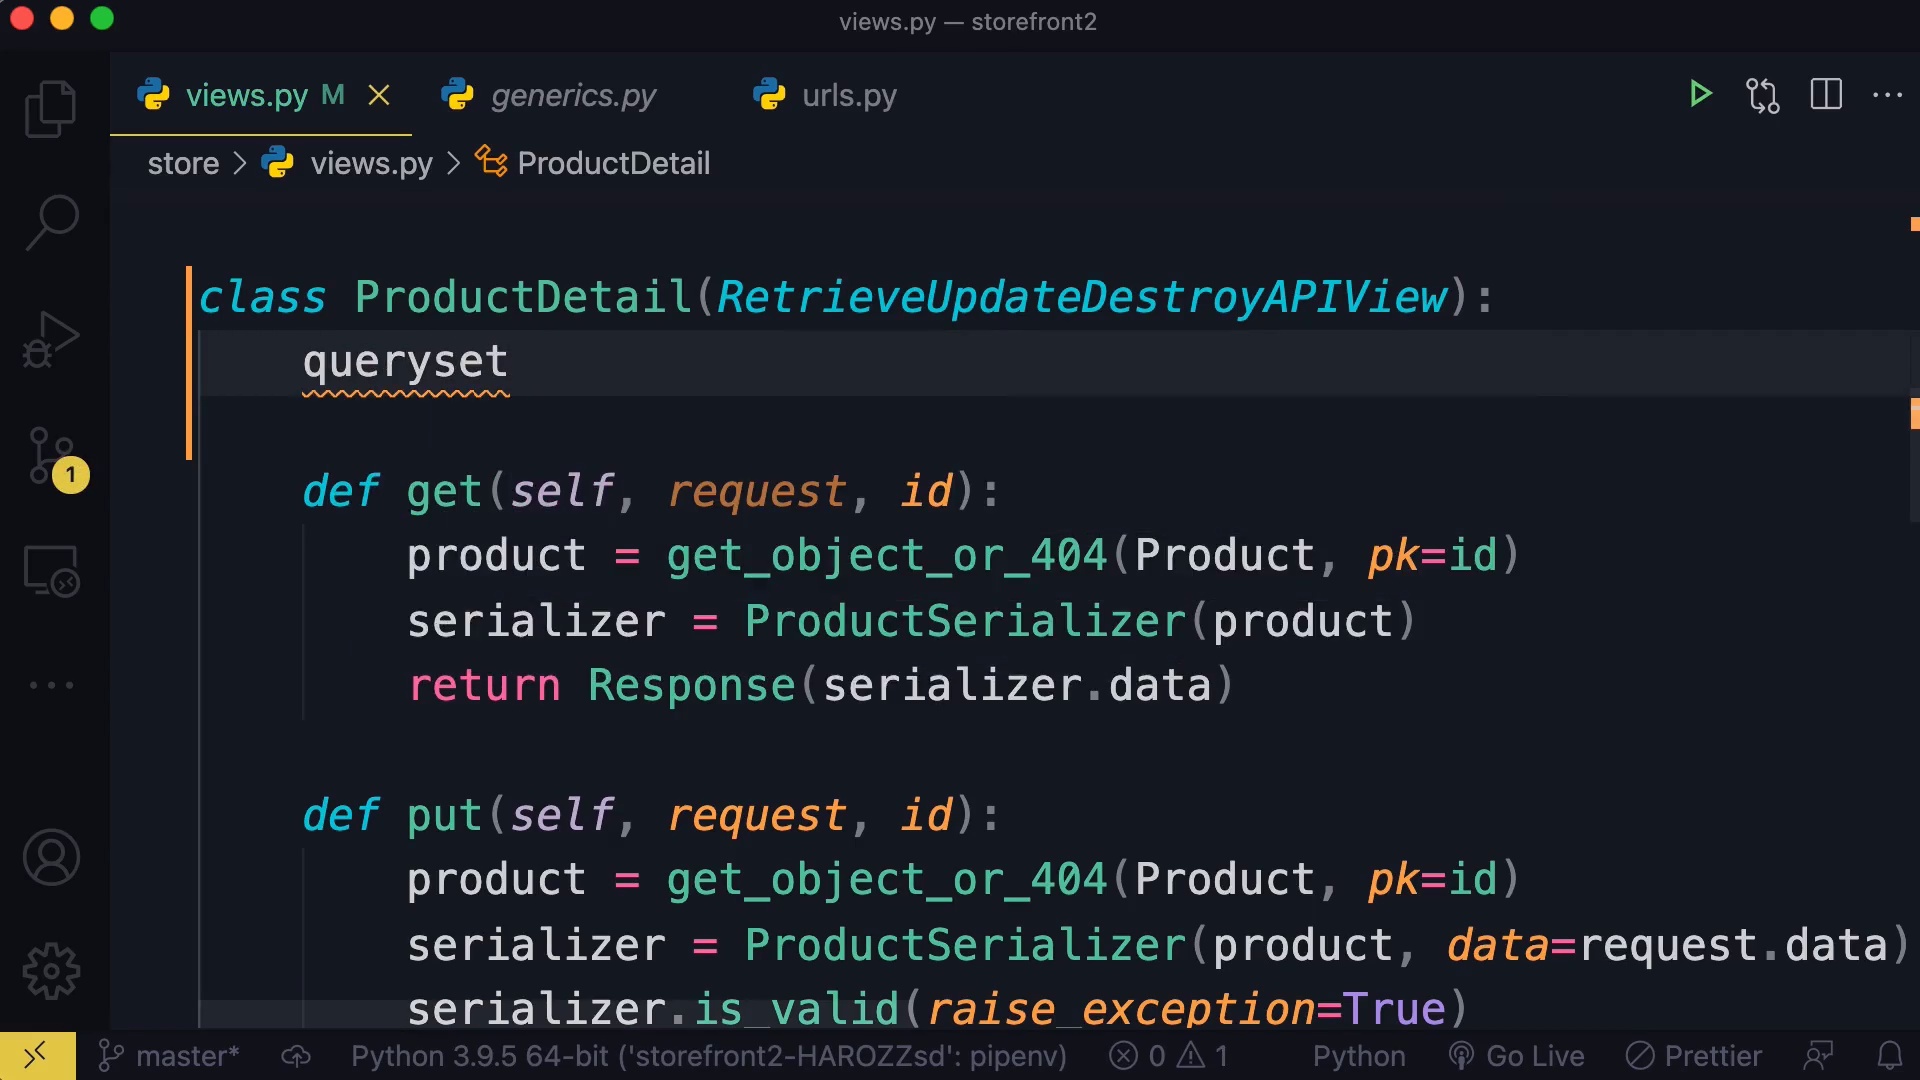 views.py — storefront2
views.py M generics.py urls.py
store > views.py > ProductDetail
class ProductDetail(RetrieveUpdateDestroyAPIView):
    queryset
    def get(self, request, id):
        product = get_object_or_404(Product, pk=id)
        serializer = ProductSerializer(product)
        return Response(serializer.data)
    def put(self, request, id):
        product = get_object_or_404(Product, pk=id)
        serializer = ProductSerializer(product, data=request.data)
        serializer.is_valid(raise_exception=True)
1
master* Python 3.9.5 64-bit ('storefront2-HAROZZsd': pipenv) 0 1 Python Go Live Prettier